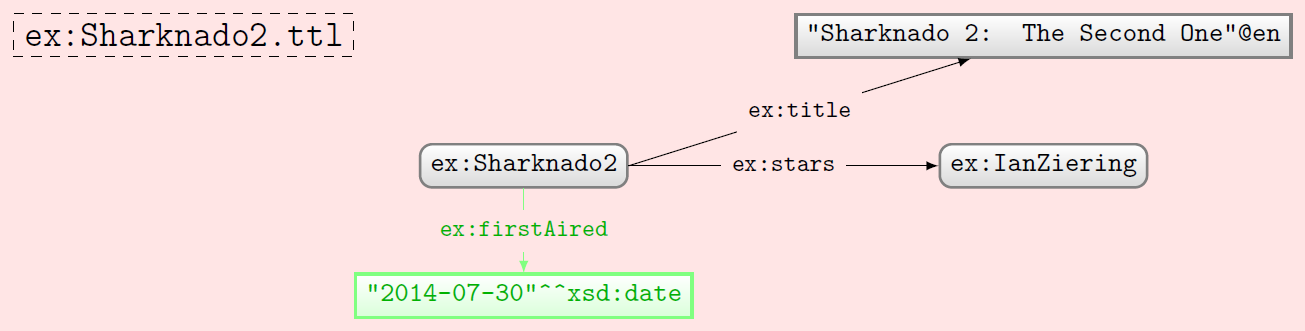 ex:Sharknado2.ttl
"Sharknado 2:  The Second One"@en
ex:title
ex:Sharknado2
ex:stars
ex:IanZiering
ex:firstAired
"2014-07-30"^^xsd:date